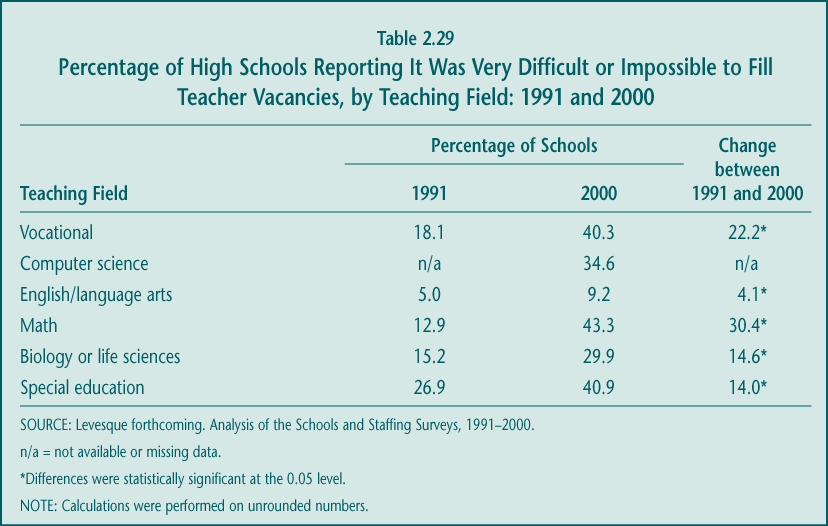 Table 2.29
Percentage of High Schools Reporting It Was Very Difficult or Impossible to Fill
Teacher Vacancies, by Teaching Field: 1991 and 2000
Percentage of Schools Change
between
Teaching Field 1991 2000 1991 and 2000
Vocational 18.1 40.3 22.2*
Computer science n/a 34.6 n/a
English/language arts 5.0 9.2 4.1*
Math 12.9 43.3 30.4*
Biology or life sciences 15.2 29.9 14.6*
Special education 26.9 40.9 14.0*
SOURCE: Levesque forthcoming. Analysis of the Schools and Staffing Surveys, 1991–2000.
n/a = not available or missing data.
*Differences were statistically significant at the 0.05 level.
NOTE: Calculations were performed on unrounded numbers.